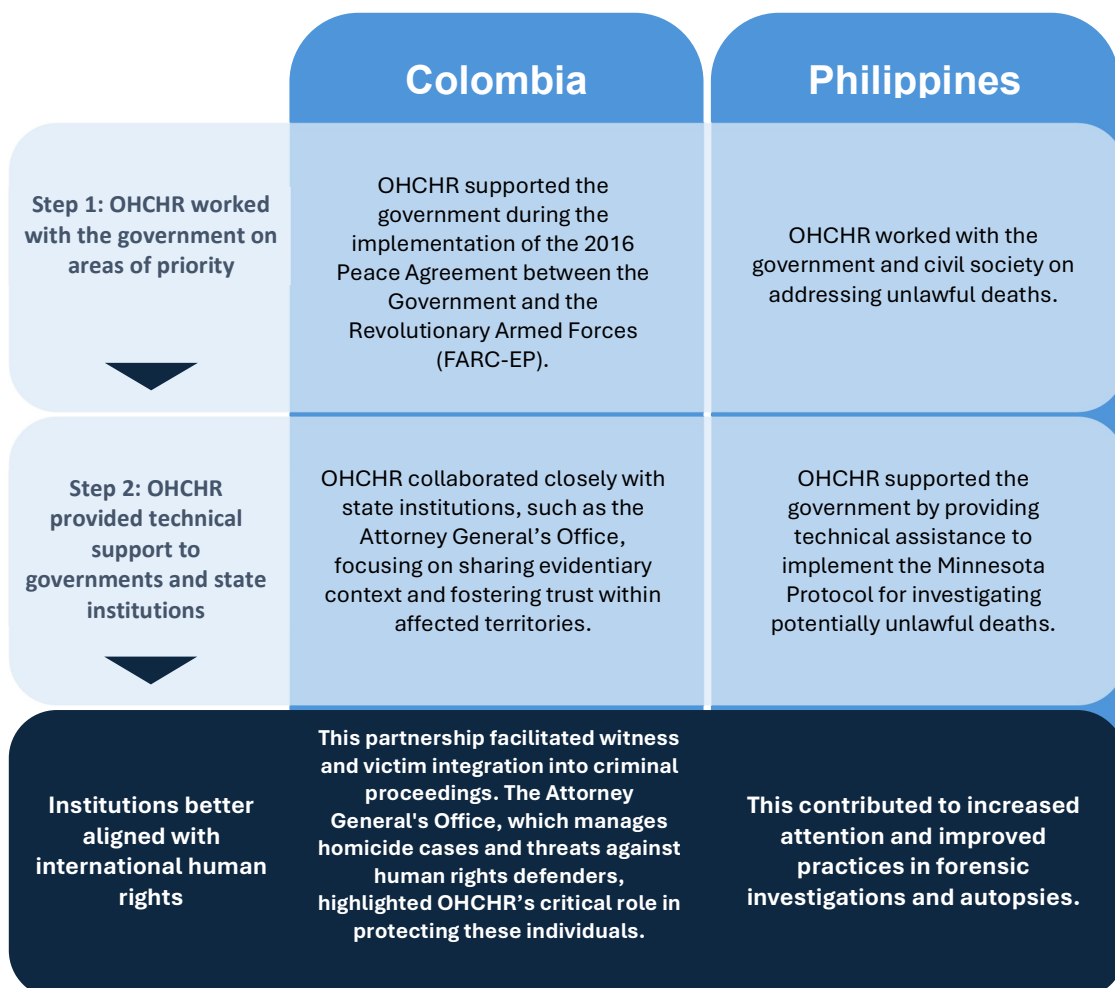 Colombia
Philippines
Step 1: OHCHR worked
with the government on
areas of priority
OHCHR supported the
government during the
implementation of the 2016
Peace Agreement between the
Government and the
Revolutionary Armed Forces
(FARC-EP).
OHCHR worked with the
government and civil society on
addressing unlawful deaths.
Step 2: OHCHR
provided technical
support to
governments and state
institutions
OHCHR collaborated closely with
state institutions, such as the
Attorney General’s Office,
focusing on sharing evidentiary
context and fostering trust within
affected territories.
OHCHR supported the
government by providing
technical assistance to
implement the Minnesota
Protocol for investigating
potentially unlawful deaths.
Institutions better
aligned with
international human
rights
This partnership facilitated witness
and victim integration into criminal
proceedings. The Attorney
General's Office, which manages
homicide cases and threats against
human rights defenders,
highlighted OHCHR’s critical role in
protecting these individuals.
This contributed to increased
attention and improved
practices in forensic
investigations and autopsies.